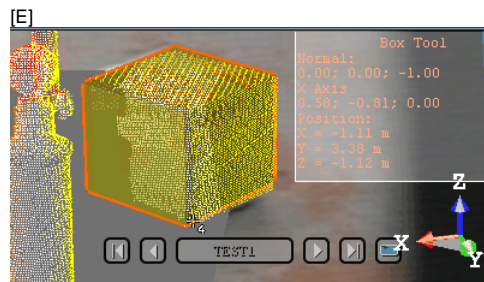 [E]
Box Tool
Normal:
0.00; 0.00; -1.00
X Axis
0.58; -0.81; 0.00
Position:
X = -1.11 m
Y = 3.38 m
Z = -1.12 m
4
TEST1
Z
X
Y